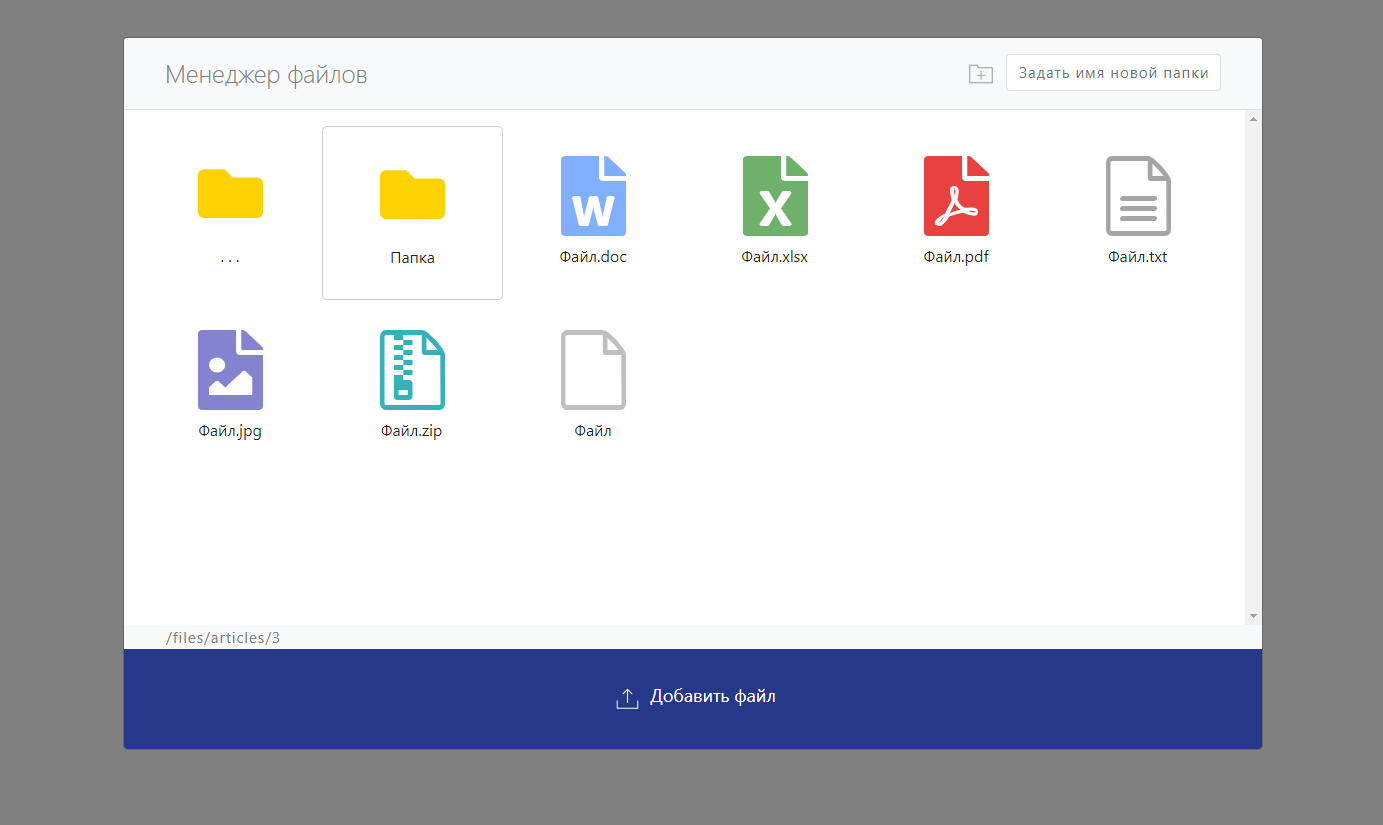 Менеджер файлов
Задать имя новой папки
...
Папка
Файл.doc
Файл.xlsx
Файл.pdf
Файл.txt
W
X
Файл.jpg
Файл.zip
Файл
/files/articles/3
Добавить файл